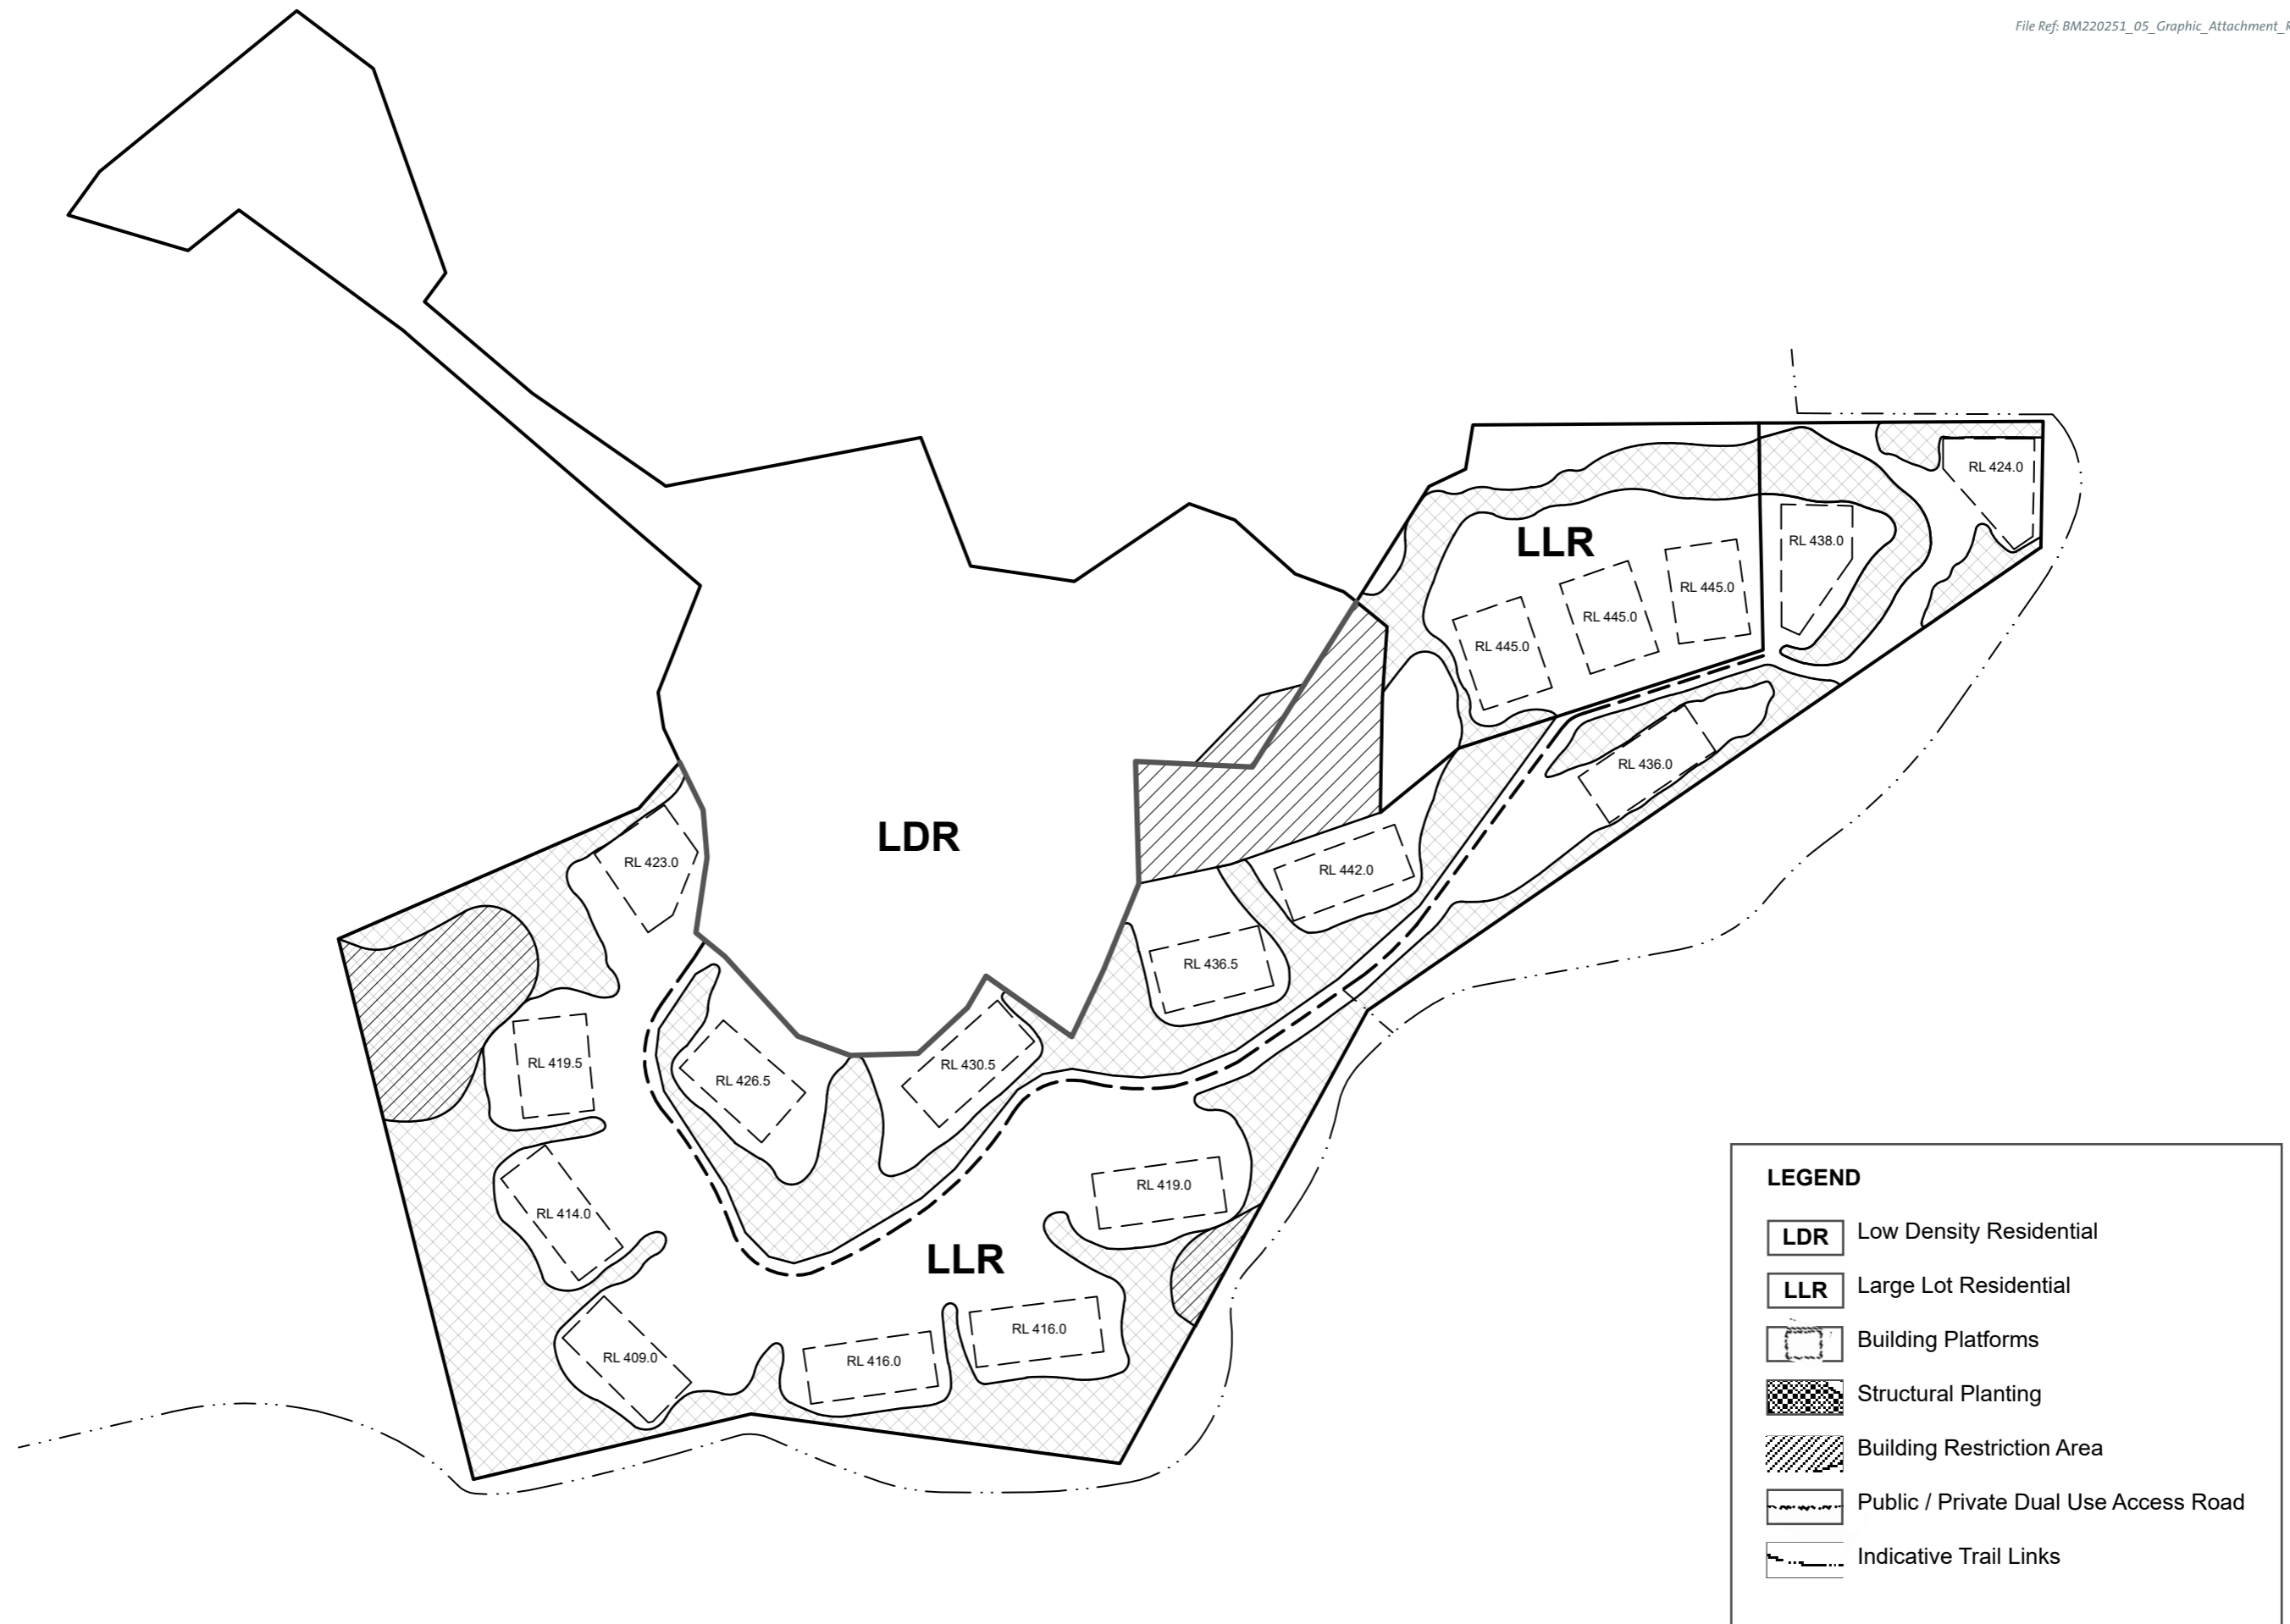 File Ref: BM220251_05_Graphic_Attachment_R
RL 424.0
LLR
RL 438.0
RL 445.0
RL 445.0
RL 445.0
RL 436.0
LDR
RL 423.0
RL 442.0
RL 436.5
RL 419.5
RL 426.5
RL 430.5
RL 419.0
RL 414.0
LLR
RL 416.0
RL 409.0
RL 416.0
LEGEND
LDR Low Density Residential
LLR Large Lot Residential
Building Platforms
Structural Planting
Building Restriction Area
Public / Private Dual Use Access Road
Indicative Trail Links